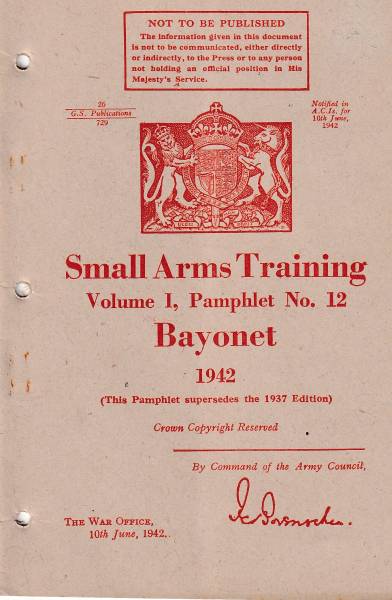 NOT TO BE PUBLISHED
The information given in this document
is not to be communicated, either directly
or indirectly, to the Press or to any person
not holding an official position in His
Majesty's Service.
26
G.S. Publications
729
Notified in
A.C.Is. for
10th June,
1942
Small Arms Training
Volume I, Pamphlet No. 12
Bayonet
1942
(This Pamphlet supersedes the 1937 Edition)
Crown Copyright Reserved
By Command of the Army Council,
THE WAR OFFICE,
10th June, 1942.